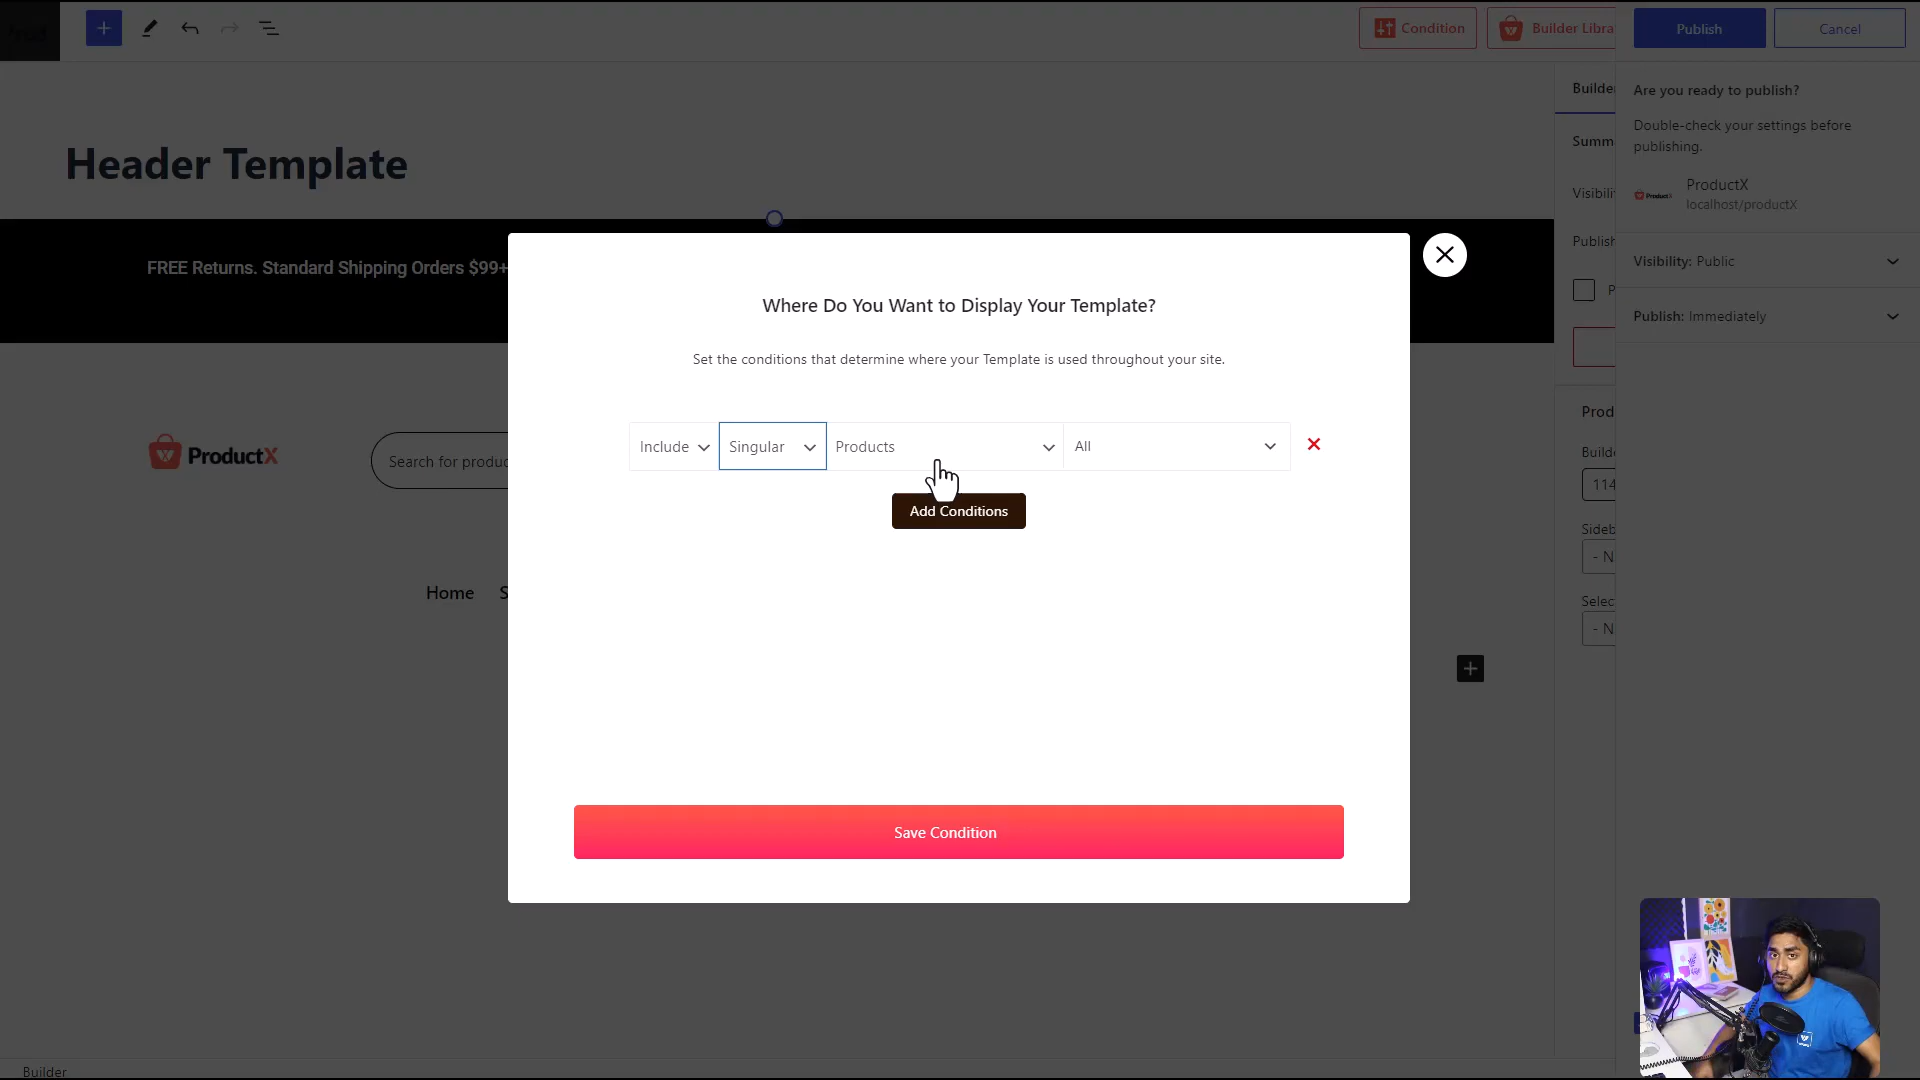 Condition
Builder Libra
Publish
Cancel
Header Template
Builde
Are you ready to publish?
Double-check your settings before
publishing.
Summ
ProductX
ProductX
localhost/productX
Visibili
FREE Returns. Standard Shipping Orders $99+
Publish
Visibility: Public
P
Publish: Immediately
Where Do You Want to Display Your Template?
Set the conditions that determine where your Template is used throughout your site.
Include
Singular
Products
All
Add Conditions
ProductX
Search for produc
Prod
Builde
114
Sideb
- N
Home S
Selec
- N
Save Condition
Builder